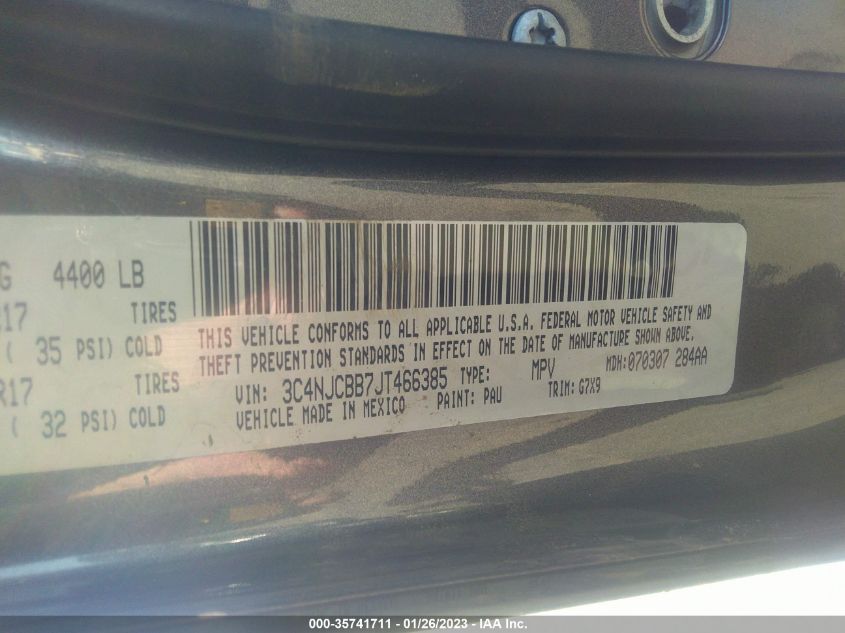 G 4400 LB
17 TIRES
( 35 PSI) COLD
R17 TIRES
( 32 PSI) COLD
THIS VEHICLE CONFORMS TO ALL APPLICABLE U.S.A. FEDERAL MOTOR VEHICLE SAFETY AND
THEFT PREVENTION STANDARDS IN EFFECT ON THE DATE OF MANUFACTURE SHOWN ABOVE.
VIN: 3C4NJCBB7JT466385 TYPE: MPV MDH:070307 284AA
VEHICLE MADE IN MEXICO PAINT: PAU TRIM: G7X9
000-35741711 - 01/26/2023 - IAA Inc.